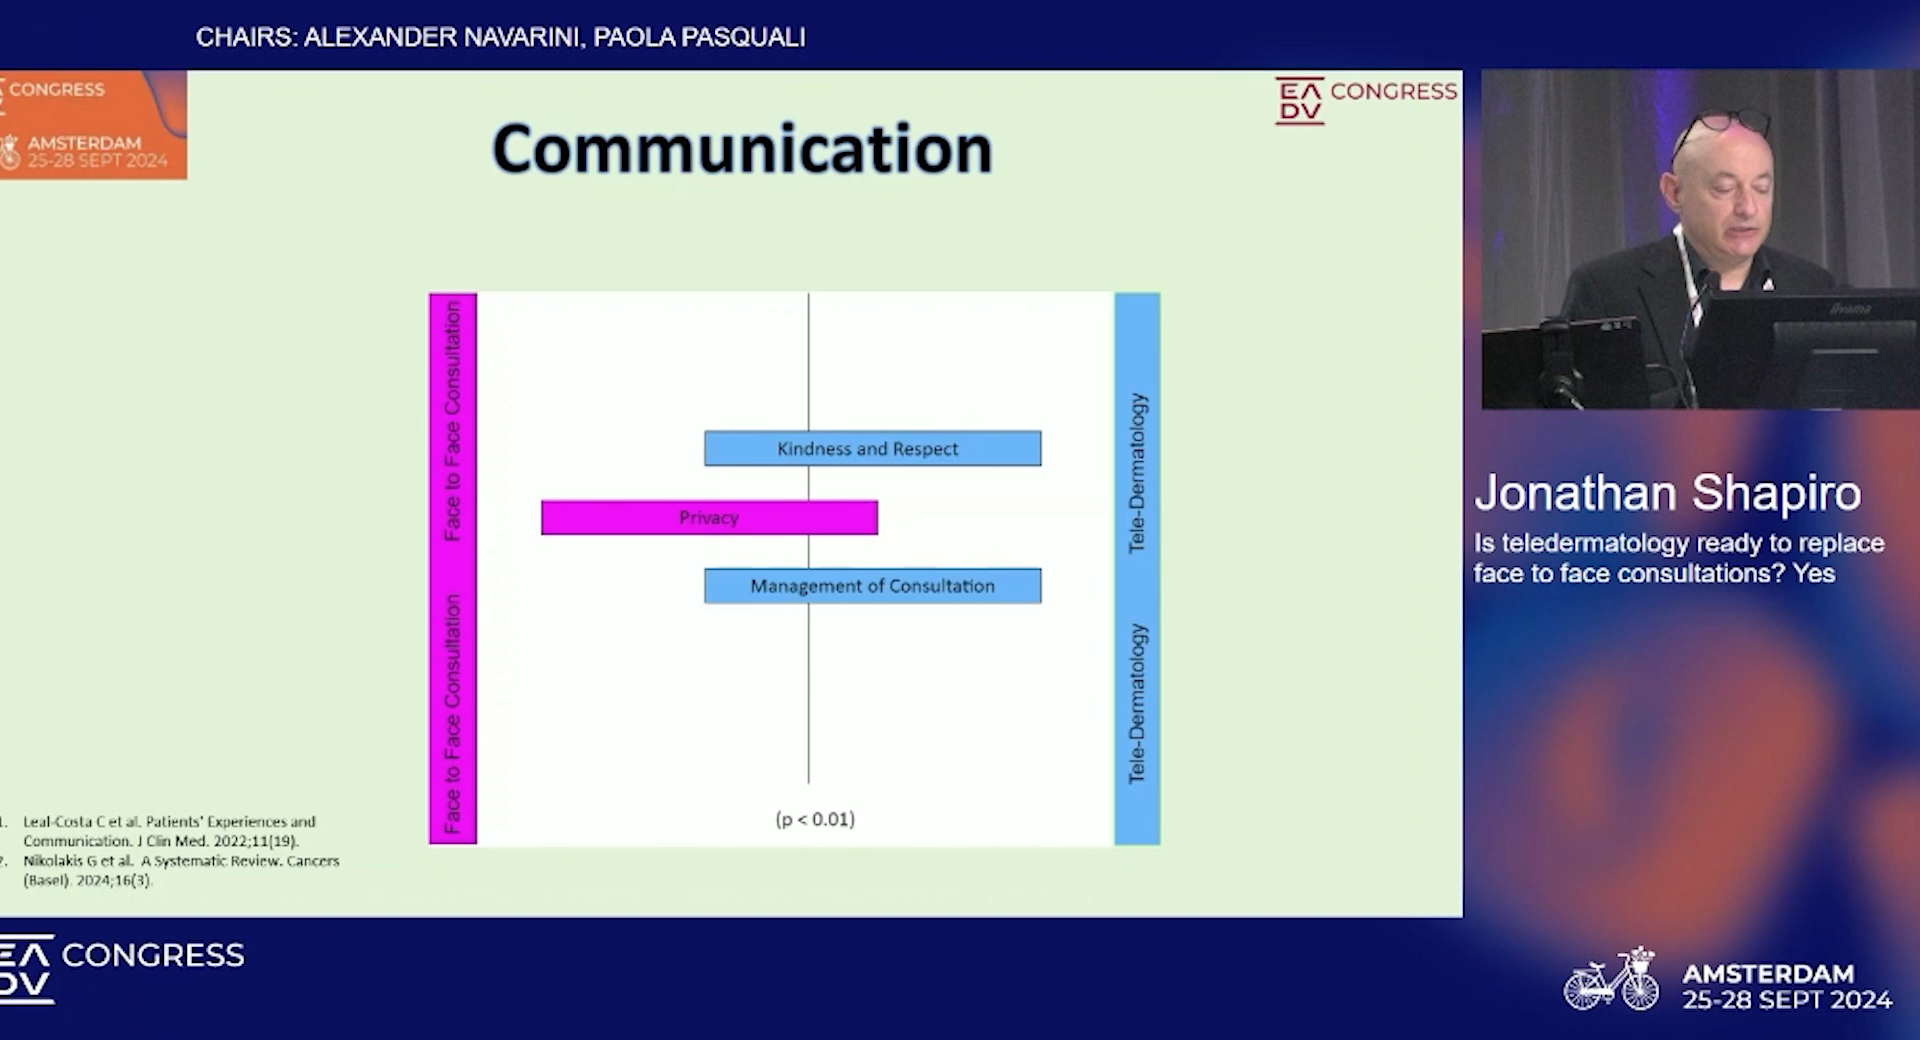 CHAIRS: ALEXANDER NAVARINI, PAOLA PASQUALI
CONGRESS
AMSTERDAM
25-28 SEPT 2024
EADV CONGRESS
Communication
Face to Face Consultation
Face to Face Consultation
Kindness and Respect
Privacy
Management of Consultation
(p < 0.01)
Tele-Dermatology
Tele-Dermatology
1. Leal-Costa C et al. Patients' Experiences and
Communication. J Clin Med. 2022;11(19).
2. Nikolakis G et al. A Systematic Review. Cancers
(Basel). 2024;16(3).
iiyama
Jonathan Shapiro
Is teledermatology ready to replace
face to face consultations? Yes
EADV CONGRESS
AMSTERDAM
25-28 SEPT 2024